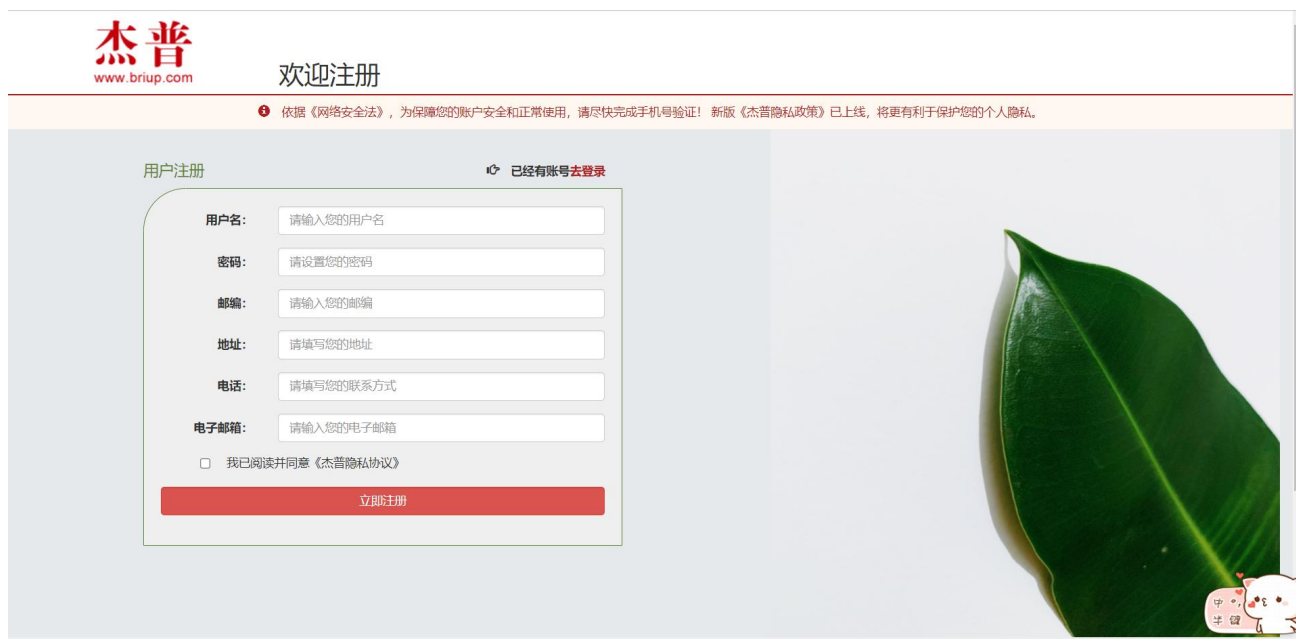 杰普
www.briup.com
欢迎注册
依据《网络安全法》，为保障您的账户安全和正常使用，请尽快完成手机号验证！ 新版《杰普隐私政策》已上线，将更有利于保护您的个人隐私。
用户注册
已经有账号去登录
用户名：
请输入您的用户名
密码：
请设置您的密码
邮编：
请输入您的邮编
地址：
请填写您的地址
电话：
请填写您的联系方式
电子邮箱：
请输入您的电子邮箱
我已阅读并同意《杰普隐私协议》
立即注册
中
半